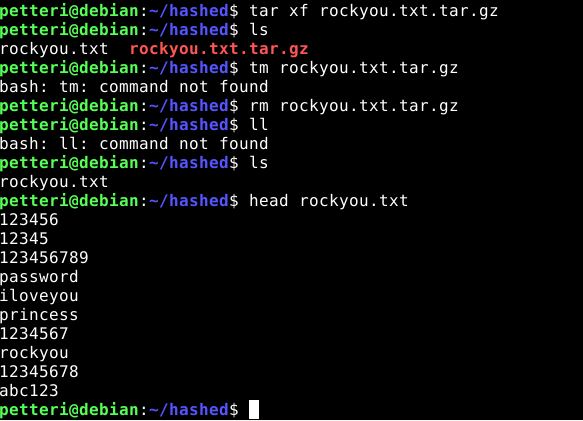 petteri@debian:~/hashed$ tar xf rockyou.txt.tar.gz
petteri@debian:~/hashed$ ls
rockyou.txt  rockyou.txt.tar.gz
petteri@debian:~/hashed$ tm rockyou.txt.tar.gz
bash: tm: command not found
petteri@debian:~/hashed$ rm rockyou.txt.tar.gz
petteri@debian:~/hashed$ ll
bash: ll: command not found
petteri@debian:~/hashed$ ls
rockyou.txt
petteri@debian:~/hashed$ head rockyou.txt
123456
12345
123456789
password
iloveyou
princess
1234567
rockyou
12345678
abc123
petteri@debian:~/hashed$